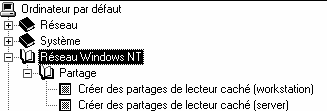 Ordinateur par défaut
Réseau
Système
Réseau Windows NT
Partage
Créer des partages de lecteur caché (workstation)
Créer des partages de lecteur caché (server)